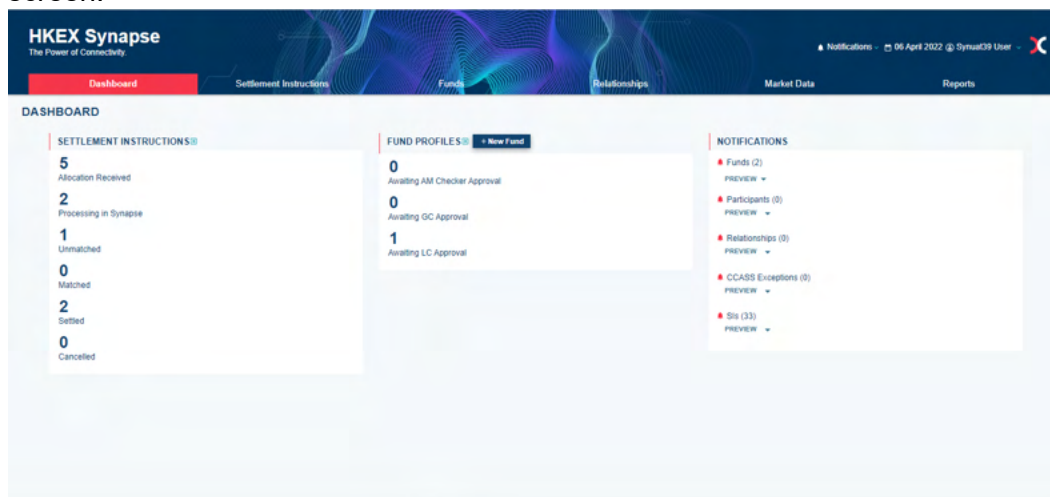 screen.
HKEX Synapse
The Power of Connectivity.
Notifications 06 April 2022 Synuat39 User
Dashboard Settlement Instructions Funds Relationships Market Data Reports
DASHBOARD
SETTLEMENT INSTRUCTIONS
5
Allocation Received
2
Processing in Synapse
1
Unmatched
0
Matched
2
Settled
0
Cancelled
FUND PROFILES + New Fund
0
Awaiting AM Checker Approval
0
Awaiting GC Approval
1
Awaiting LC Approval
NOTIFICATIONS
Funds (2)
PREVIEW
Participants (0)
PREVIEW
Relationships (0)
PREVIEW
CCASS Exceptions (0)
PREVIEW
SIs (33)
PREVIEW